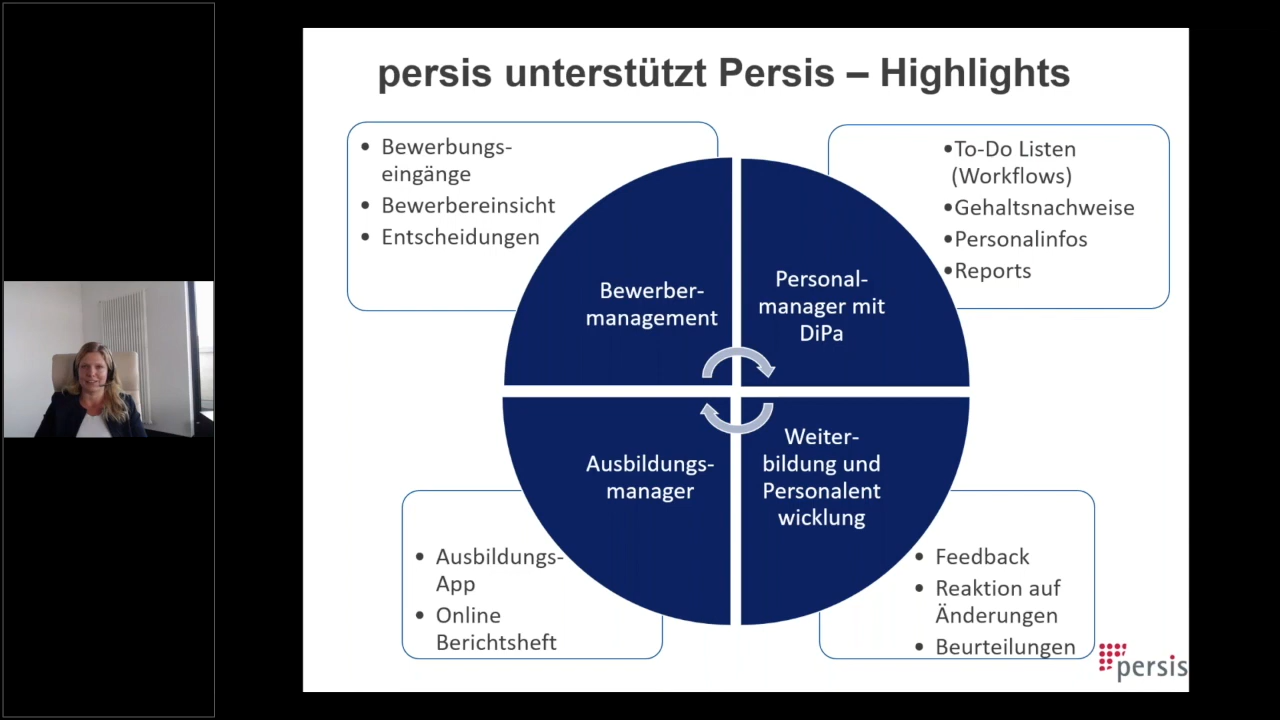 persis unterstützt Persis – Highlights
• Bewerbungs-
eingänge
• Bewerbereinsicht
• Entscheidungen
•To-Do Listen
(Workflows)
•Gehaltsnachweise
•Personalinfos
•Reports
Bewerber-
management
Personal-
manager mit
DiPa
Ausbildungs-
manager
Weiter-
bildung und
Personalent
wicklung
• Ausbildungs-
App
• Online
Berichtsheft
• Feedback
• Reaktion auf
Änderungen
• Beurteilungen
persis